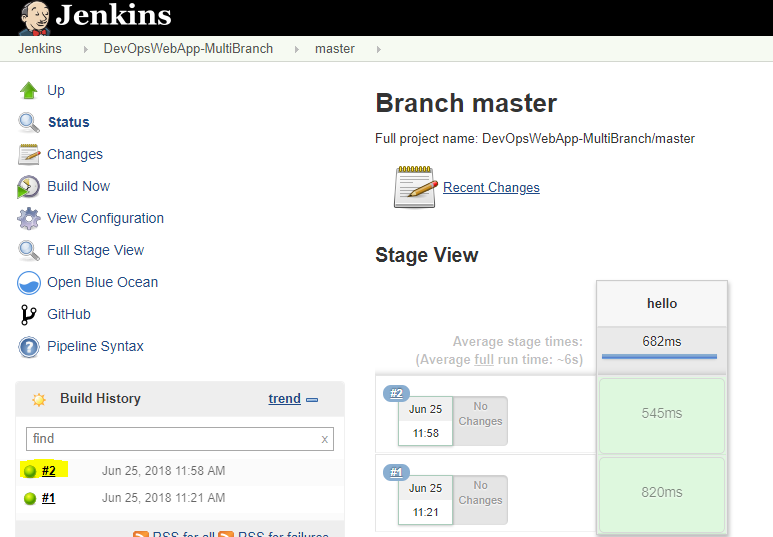 Jenkins
Jenkins DevOpsWebApp-MultiBranch master
Up
Status
Changes
Build Now
View Configuration
Full Stage View
Open Blue Ocean
GitHub
Pipeline Syntax
Build History trend
find x
#2 Jun 25, 2018 11:58 AM
#1 Jun 25, 2018 11:21 AM
RSS for all RSS for failures
Branch master
Full project name: DevOpsWebApp-MultiBranch/master
Recent Changes
Stage View
hello
Average stage times: 682ms
(Average full run time: ~6s)
#2
Jun 25
11:58
No
Changes
545ms
#1
Jun 25
11:21
No
Changes
820ms